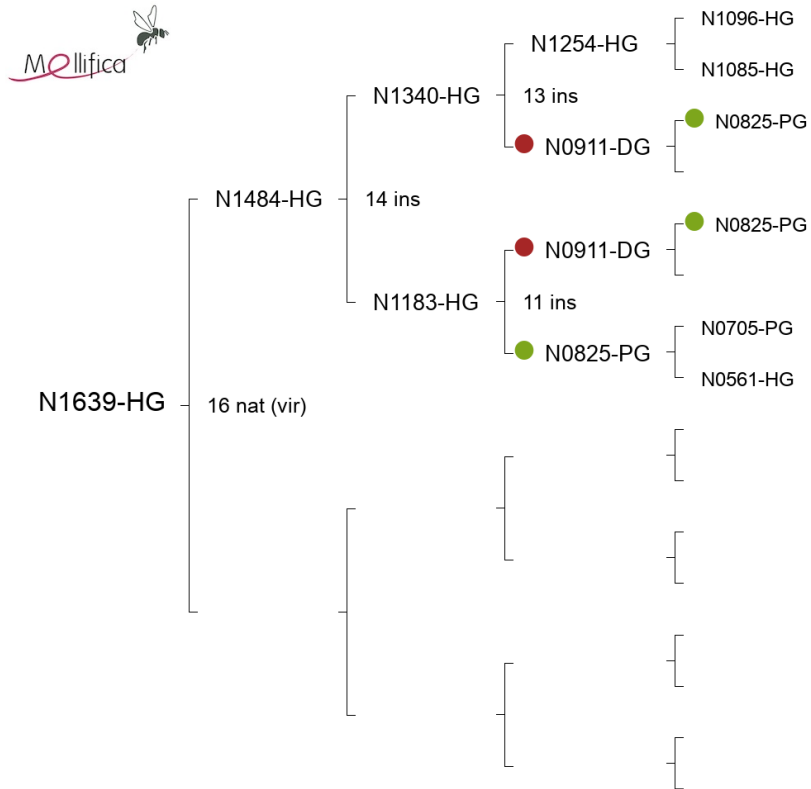 Mellifica
N1096-HG
N1254-HG
N1085-HG
N1340-HG
13 ins
N0825-PG
N0911-DG
N1484-HG
14 ins
N0825-PG
N0911-DG
N1183-HG
11 ins
N0705-PG
N0825-PG
N0561-HG
N1639-HG
16 nat (vir)